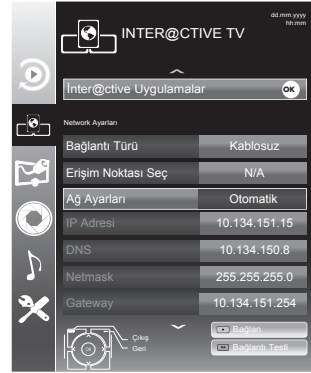 dd.mm.yyyy
hh:mm
INTER@CTIVE TV
Inter@ctive Uygulamalar OK
Network Ayarları
Bağlantı Türü Kablosuz
Erişim Noktası Seç N/A
Ağ Ayarları Otomatik
IP Adresi 10.134.151.15
DNS 10.134.150.8
Netmask 255.255.255.0
Gateway 10.134.151.254
Çıkış
Geri
OK
Bağlan
Bağlantı Testi